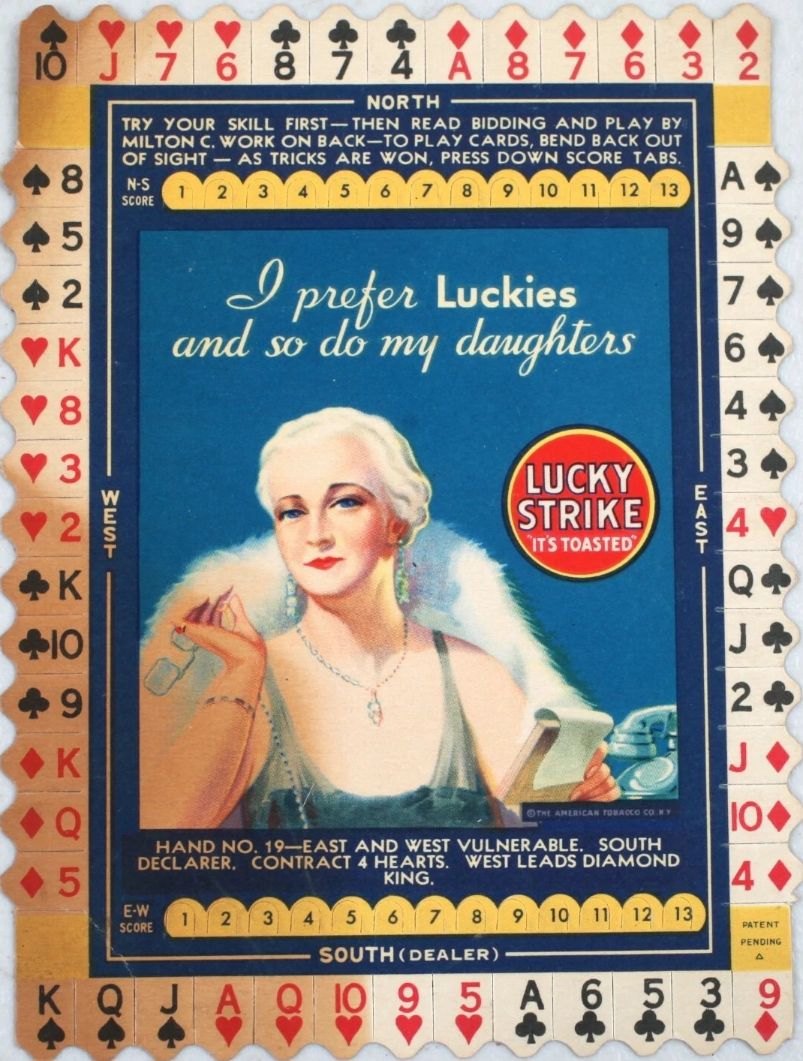 ♠10 ♥J ♥7 ♥6 ♣8 ♣7 ♣4 ♦A ♦8 ♦7 ♦6 ♦3 ♦2
NORTH
TRY YOUR SKILL FIRST—THEN READ BIDDING AND PLAY BY
MILTON C. WORK ON BACK—TO PLAY CARDS, BEND BACK OUT
OF SIGHT — AS TRICKS ARE WON, PRESS DOWN SCORE TABS.
N-S
SCORE
1 2 3 4 5 6 7 8 9 10 11 12 13
♠8
♠5
♠2
♥K
♥8
♥3
♥2
♣K
♣10
♣9
♦K
♦Q
♦5
WEST
I prefer Luckies
and so do my daughters
LUCKY
STRIKE
"IT'S TOASTED"
© THE AMERICAN TOBACCO CO. N.Y.
EAST
A♠
9♠
7♠
6♠
4♠
3♠
4♥
Q♣
J♣
2♣
J♦
10♦
4♦
HAND NO. 19—EAST AND WEST VULNERABLE. SOUTH
DECLARER. CONTRACT 4 HEARTS. WEST LEADS DIAMOND
KING.
E-W
SCORE
1 2 3 4 5 6 7 8 9 10 11 12 13
PATENT
PENDING
SOUTH (DEALER)
K♠ Q♠ J♠ A♥ Q♥ 10♥ 9♥ 5♥ A♣ 6♣ 5♣ 3♣ 9♦